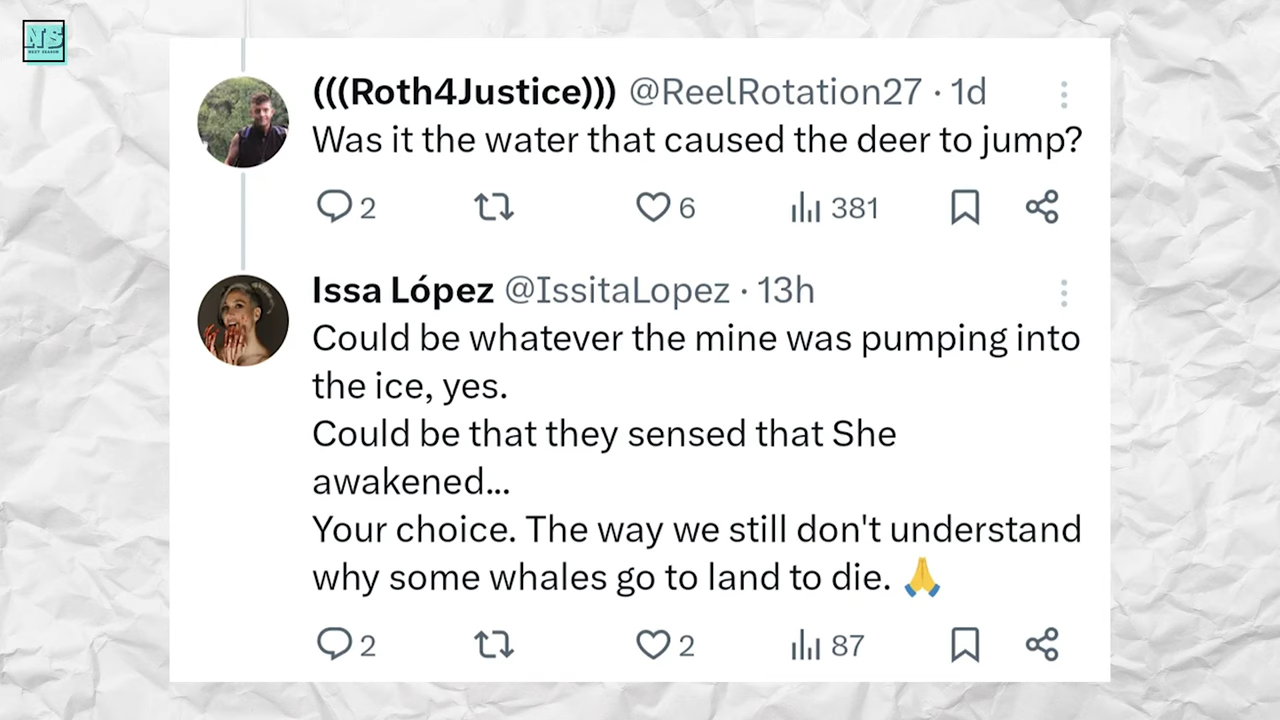 NS
NEXT SEASON
(((Roth4Justice))) @ReelRotation27 · 1d
Was it the water that caused the deer to jump?
2 6 381
Issa López @IssitaLopez · 13h
Could be whatever the mine was pumping into
the ice, yes.
Could be that they sensed that She
awakened...
Your choice. The way we still don't understand
why some whales go to land to die. 🙏
2 2 87